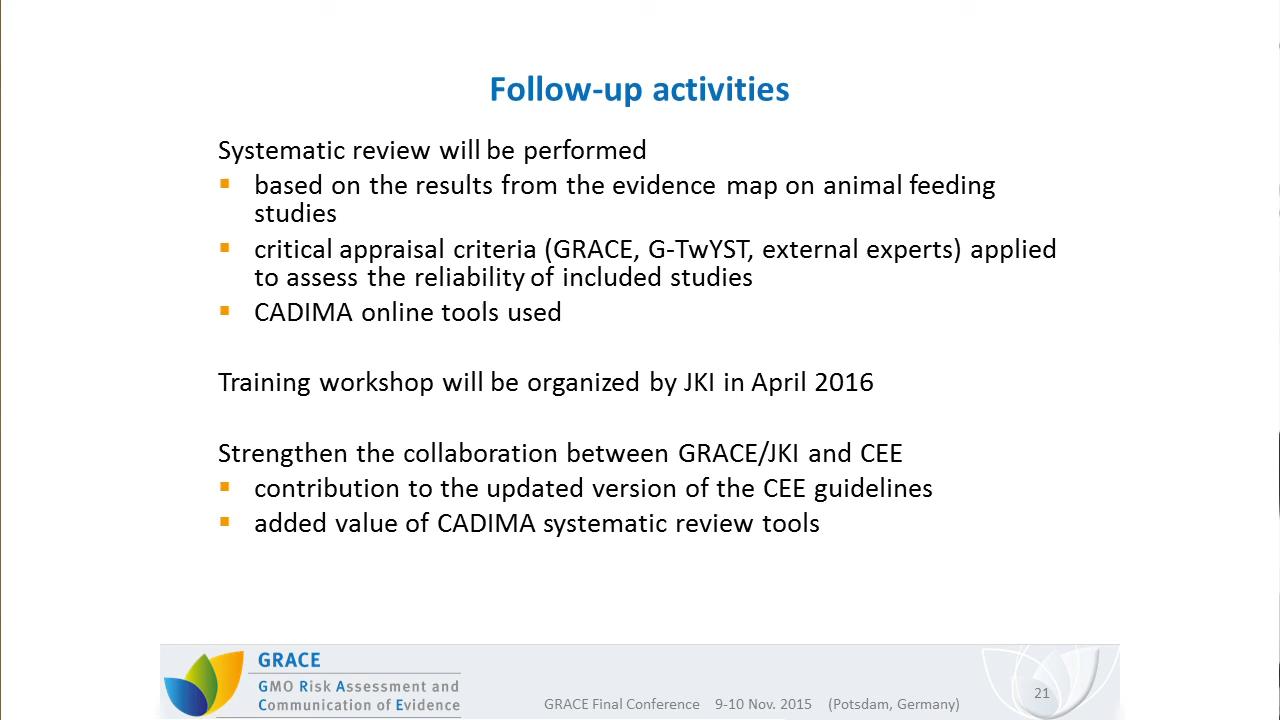 Follow-up activities
Systematic review will be performed
▪ based on the results from the evidence map on animal feeding
studies
▪ critical appraisal criteria (GRACE, G-TwYST, external experts) applied
to assess the reliability of included studies
▪ CADIMA online tools used
Training workshop will be organized by JKI in April 2016
Strengthen the collaboration between GRACE/JKI and CEE
▪ contribution to the updated version of the CEE guidelines
▪ added value of CADIMA systematic review tools
GRACE
GMO Risk Assessment and
Communication of Evidence
GRACE Final Conference 9-10 Nov. 2015 (Potsdam, Germany)
21